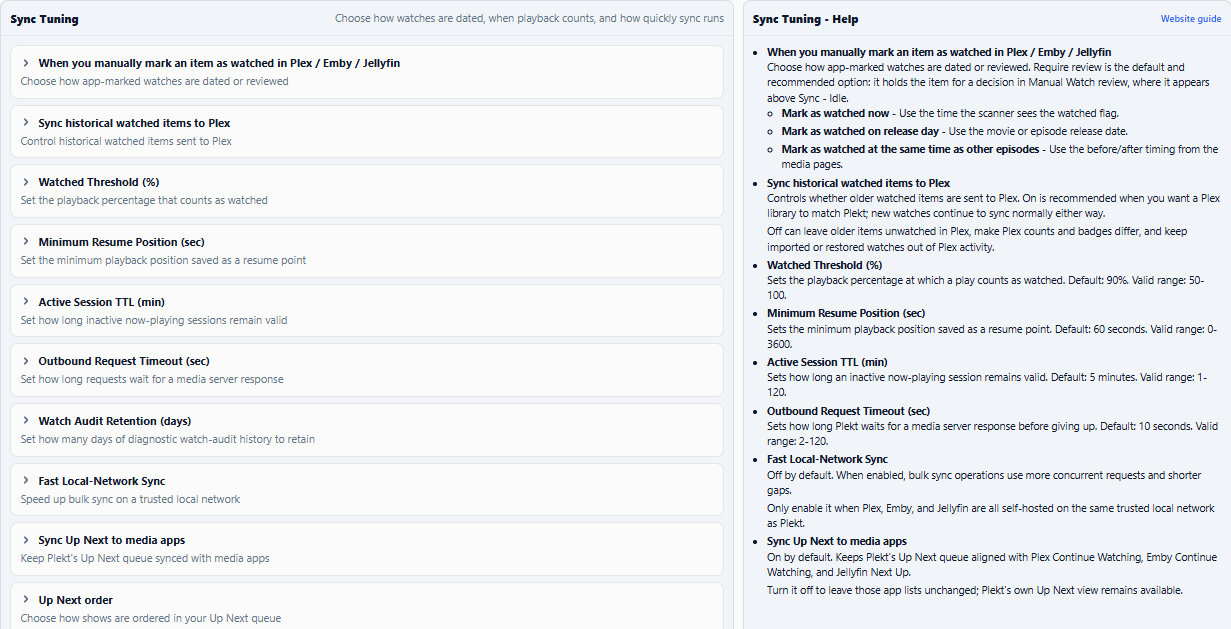 Sync Tuning
Choose how watches are dated, when playback counts, and how quickly sync runs
When you manually mark an item as watched in Plex / Emby / Jellyfin
Choose how app-marked watches are dated or reviewed
Sync historical watched items to Plex
Control historical watched items sent to Plex
Watched Threshold (%)
Set the playback percentage that counts as watched
Minimum Resume Position (sec)
Set the minimum playback position saved as a resume point
Active Session TTL (min)
Set how long inactive now-playing sessions remain valid
Outbound Request Timeout (sec)
Set how long requests wait for a media server response
Watch Audit Retention (days)
Set how many days of diagnostic watch-audit history to retain
Fast Local-Network Sync
Speed up bulk sync on a trusted local network
Sync Up Next to media apps
Keep Plekt's Up Next queue synced with media apps
Up Next order
Choose how shows are ordered in your Up Next queue
Sync Tuning - Help
Website guide
When you manually mark an item as watched in Plex / Emby / Jellyfin
Choose how app-marked watches are dated or reviewed. Require review is the default and
recommended option: it holds the item for a decision in Manual Watch review, where it appears
above Sync - Idle.
Mark as watched now - Use the time the scanner sees the watched flag.
Mark as watched on release day - Use the movie or episode release date.
Mark as watched at the same time as other episodes - Use the before/after timing from the
media pages.
Sync historical watched items to Plex
Controls whether older watched items are sent to Plex. On is recommended when you want a Plex
library to match Plekt; new watches continue to sync normally either way.
Off can leave older items unwatched in Plex, make Plex counts and badges differ, and keep
imported or restored watches out of Plex activity.
Watched Threshold (%)
Sets the playback percentage at which a play counts as watched. Default: 90%. Valid range: 50-
100.
Minimum Resume Position (sec)
Sets the minimum playback position saved as a resume point. Default: 60 seconds. Valid range: 0-
3600.
Active Session TTL (min)
Sets how long an inactive now-playing session remains valid. Default: 5 minutes. Valid range: 1-
120.
Outbound Request Timeout (sec)
Sets how long Plekt waits for a media server response before giving up. Default: 10 seconds. Valid
range: 2-120.
Fast Local-Network Sync
Off by default. When enabled, bulk sync operations use more concurrent requests and shorter
gaps.
Only enable it when Plex, Emby, and Jellyfin are all self-hosted on the same trusted local network
as Plekt.
Sync Up Next to media apps
On by default. Keeps Plekt's Up Next queue aligned with Plex Continue Watching, Emby Continue
Watching, and Jellyfin Next Up.
Turn it off to leave those app lists unchanged; Plekt's own Up Next view remains available.